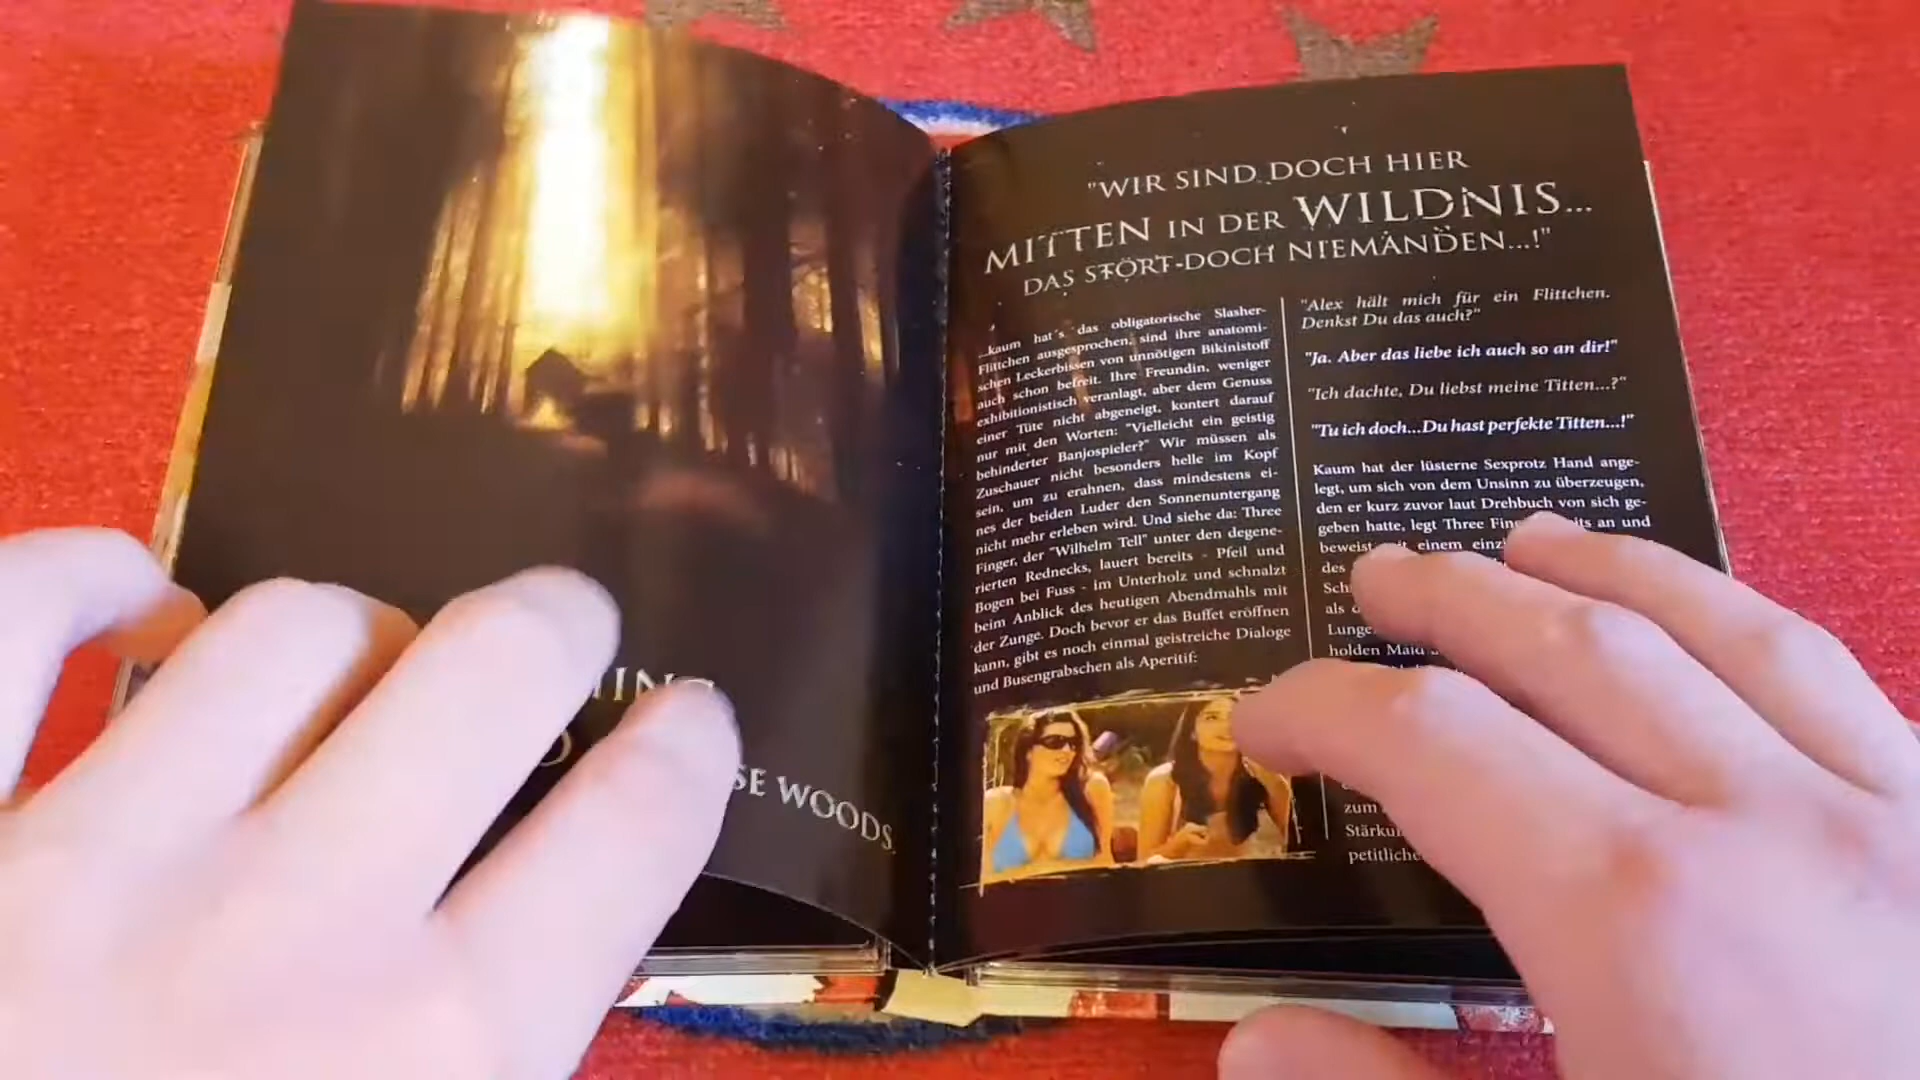 SE WOODS.
"WIR SIND DOCH HIER
MITTEN IN DER WILDNIS...
DAS STÖRT DOCH NIEMANDEN...!"
...kaum hat´s das obligatorische Slasher-
Flittchen ausgesprochen, sind ihre anatomi-
schen Leckerbissen von unnötigen Bikinistoff
auch schon befreit. Ihre Freundin, weniger
exhibitionistisch veranlagt, aber dem Genuss
einer Tüte nicht abgeneigt, kontert darauf
nur mit den Worten: "Vielleicht ein geistig
behinderter Banjospieler?" Wir müssen als
Zuschauer nicht besonders helle im Kopf
sein, um zu erahnen, dass mindestens ei-
nes der beiden Luder den Sonnenuntergang
nicht mehr erleben wird. Und siehe da: Three
Finger, der "Wilhelm Tell" unter den degene-
rierten Rednecks, lauert bereits - Pfeil und
Bogen bei Fuss - im Unterholz und schnalzt
beim Anblick des heutigen Abendmahls mit
der Zunge. Doch bevor er das Buffet eröffnen
kann, gibt es noch einmal geistreiche Dialoge
und Busengrabschen als Aperitif:
"Alex hält mich für ein Flittchen.
Denkst Du das auch?"
"Ja. Aber das liebe ich auch so an dir!"
"Ich dachte, Du liebst meine Titten...?"
"Tu ich doch...Du hast perfekte Titten...!"
Kaum hat der lüsterne Sexprotz Hand ange-
legt, um sich von dem Unsinn zu überzeugen,
den er kurz zuvor laut Drehbuch von sich ge-
geben hatte, legt Three an und
beweist einem
des
als
holden Maid
zum
petitliche